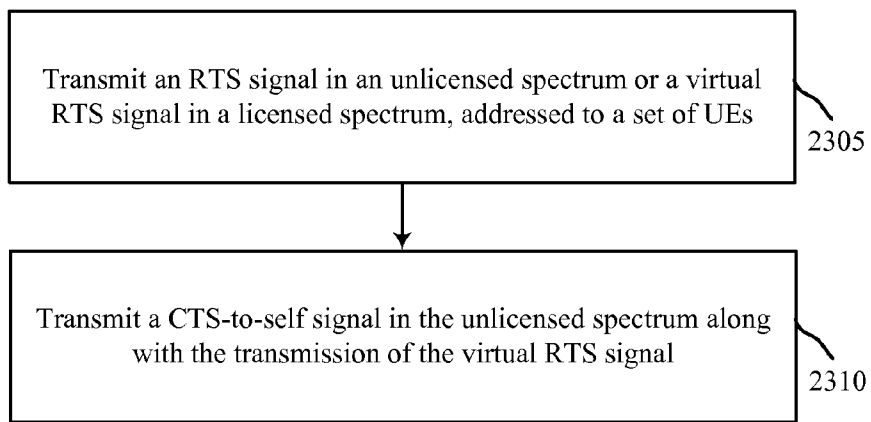 Transmit an RTS signal in an unlicensed spectrum or a virtual
RTS signal in a licensed spectrum, addressed to a set of UEs
2305
Transmit a CTS-to-self signal in the unlicensed spectrum along
with the transmission of the virtual RTS signal
2310